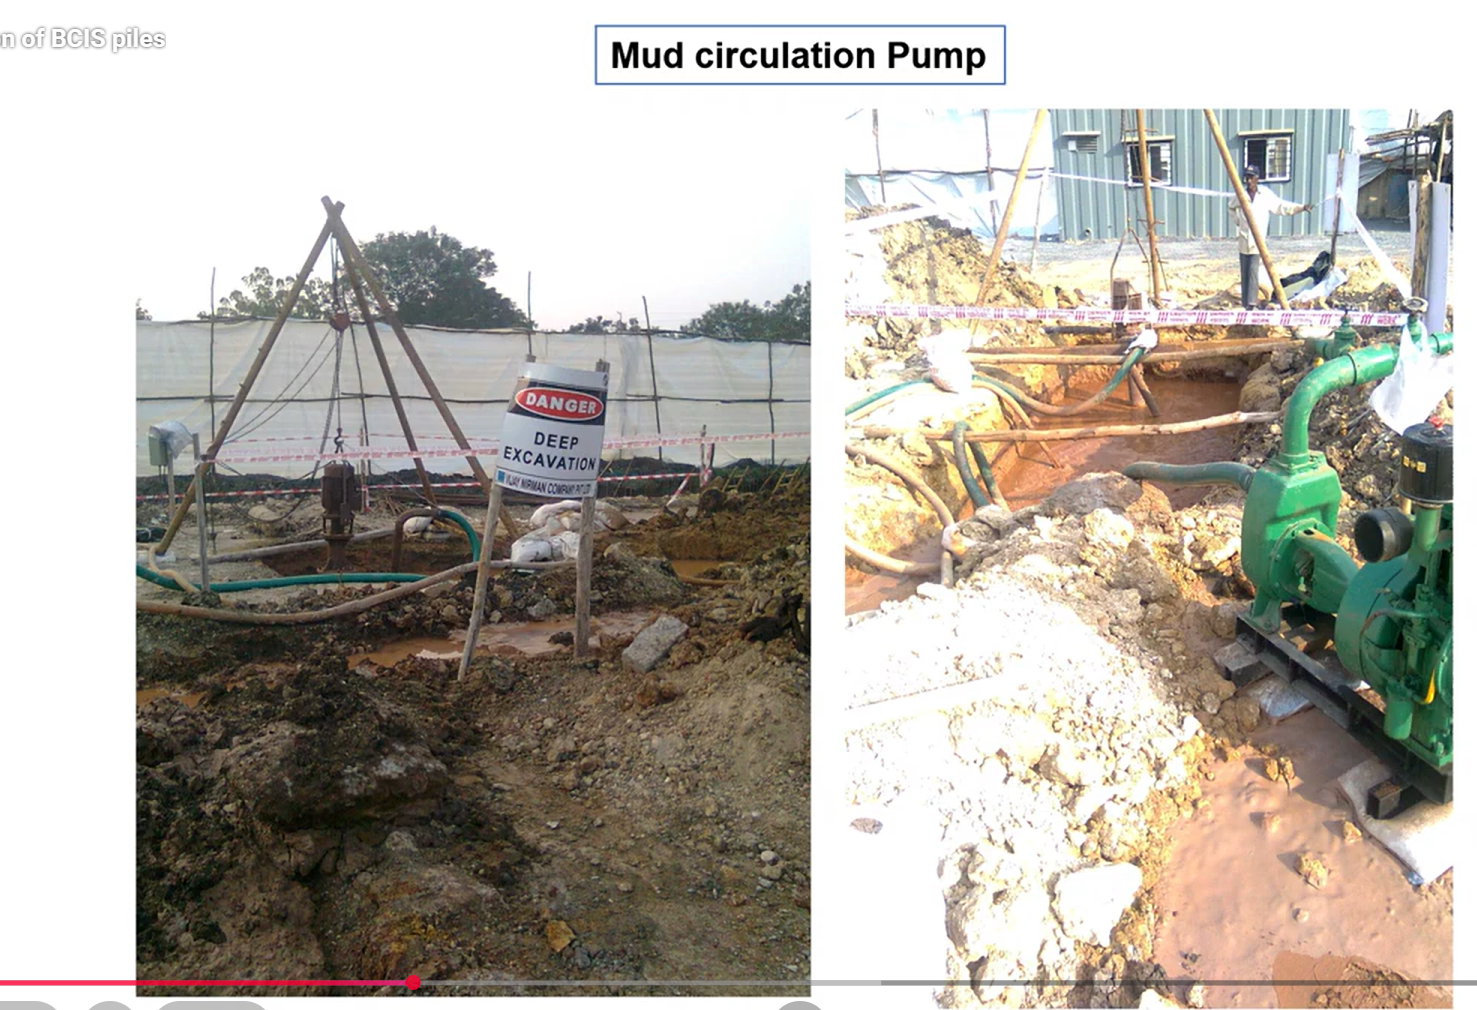 n of BCIS piles
Mud circulation Pump
DANGER
DEEP
EXCAVATION
VIJAY NIRMAN COMPANY PVT LTD